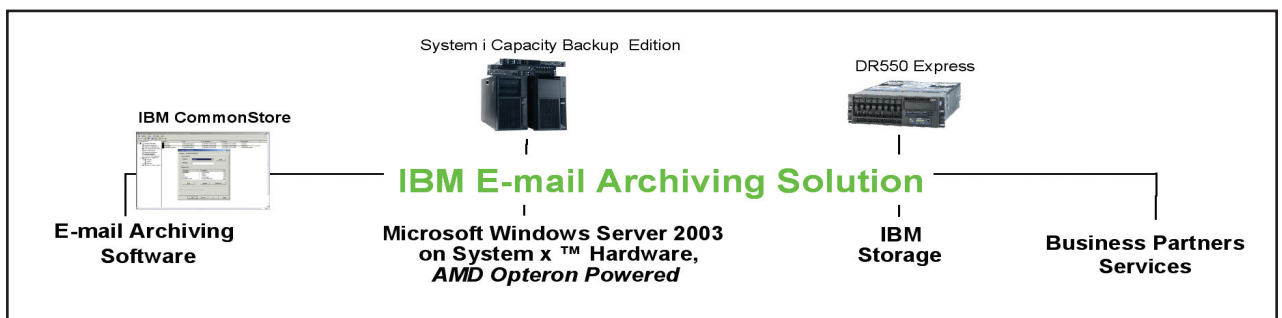 System i Capacity Backup Edition
DR550 Express
IBM CommonStore
IBM E-mail Archiving Solution
E-mail Archiving
Software
Microsoft Windows Server 2003
on System x ™ Hardware,
AMD Opteron Powered
IBM
Storage
Business Partners
Services